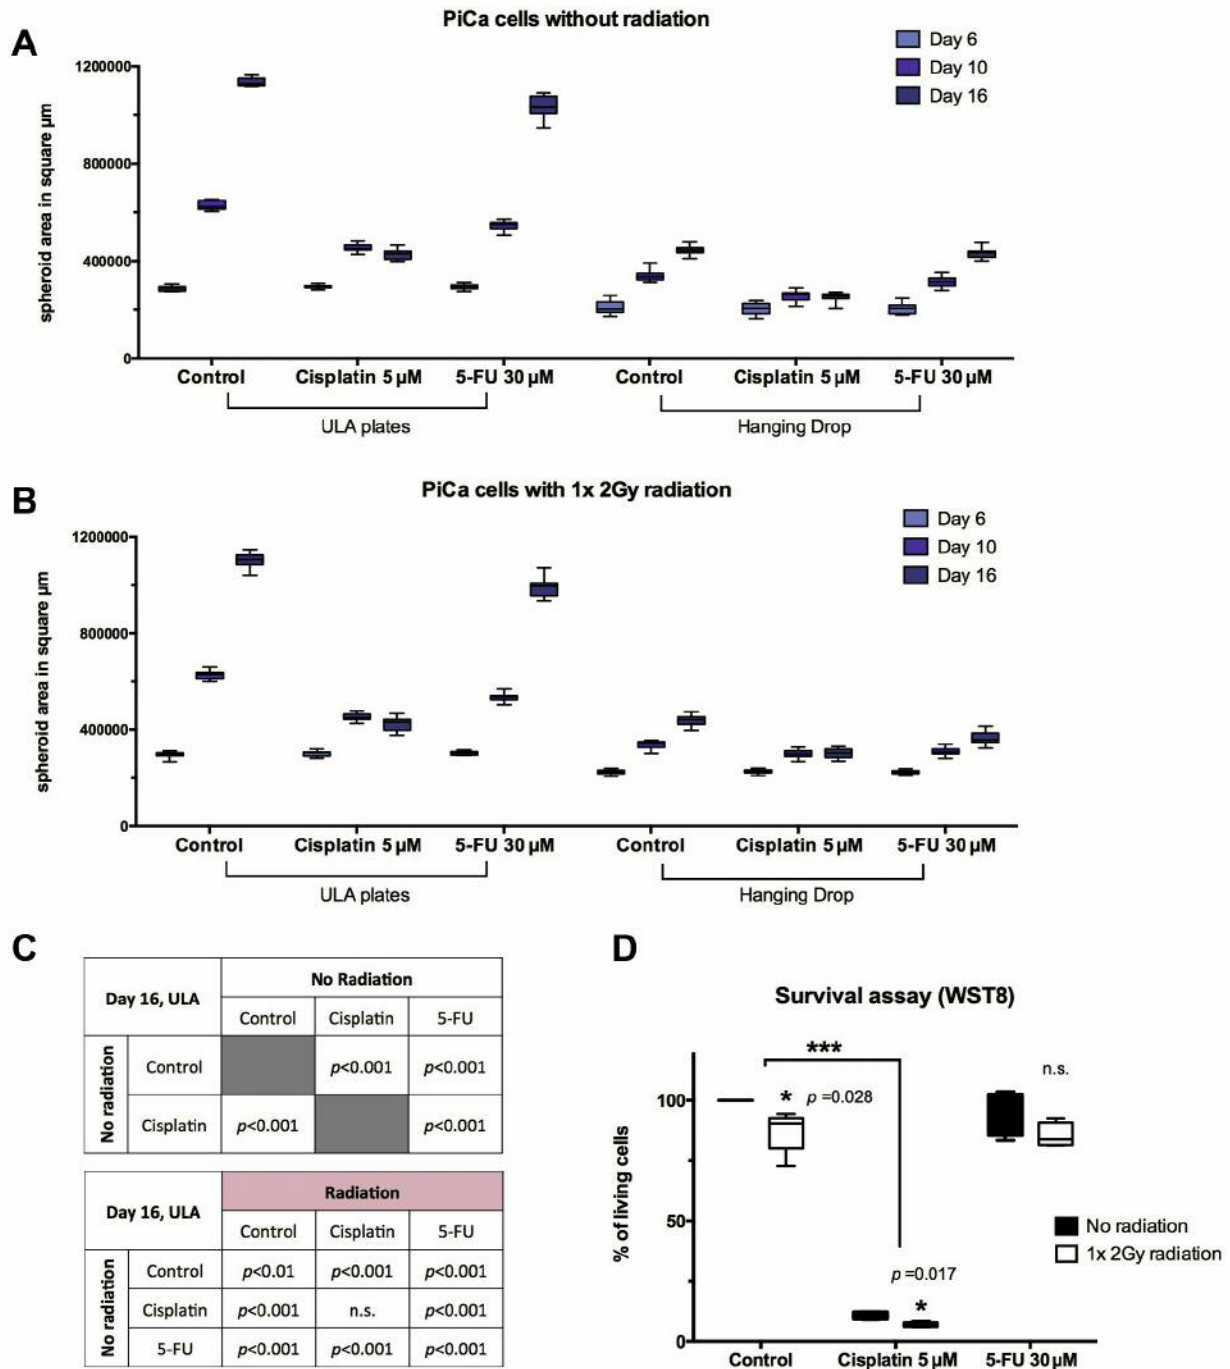 A
PiCa cells without radiation
Day 6
Day 10
Day 16
spheroid area in square µm
1200000
800000
400000
0
Control
Cisplatin 5 µM
5-FU 30 µM
Control
Cisplatin 5 µM
5-FU 30 µM
ULA plates
Hanging Drop
B
PiCa cells with 1x 2Gy radiation
Day 6
Day 10
Day 16
spheroid area in square µm
1200000
800000
400000
0
Control
Cisplatin 5 µM
5-FU 30 µM
Control
Cisplatin 5 µM
5-FU 30 µM
ULA plates
Hanging Drop
C
Day 16, ULA
No Radiation
Control
Cisplatin
5-FU
No radiation
Control
p<0.001
p<0.001
Cisplatin
p<0.001
p<0.001
Day 16, ULA
Radiation
Control
Cisplatin
5-FU
No radiation
Control
p<0.01
p<0.001
p<0.001
Cisplatin
p<0.001
n.s.
p<0.001
5-FU
p<0.001
p<0.001
p<0.001
D
Survival assay (WST8)
% of living cells
100
50
0
***
* p =0.028
n.s.
p =0.017
*
No radiation
1x 2Gy radiation
Control
Cisplatin 5 µM
5-FU 30 µM